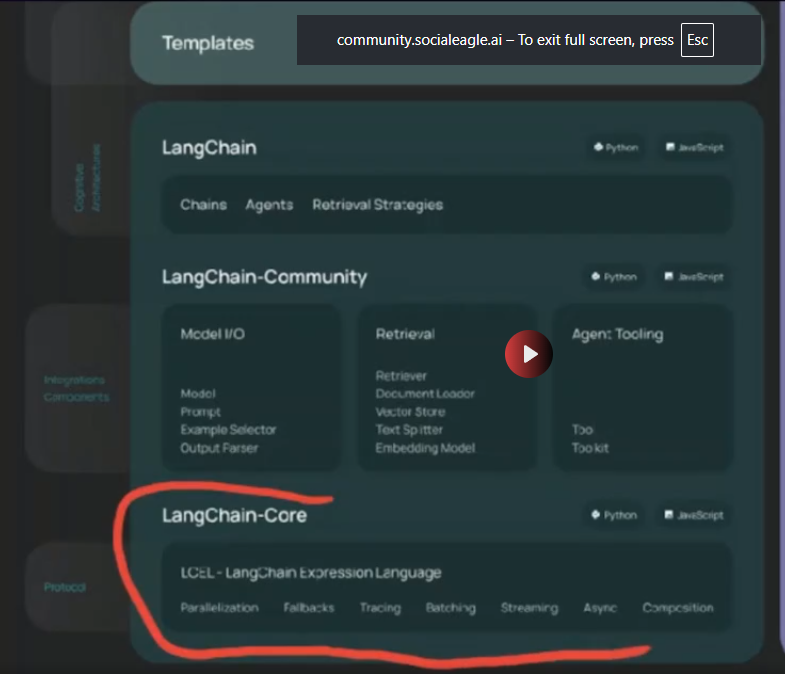 Templates
community.socialeagle.ai – To exit full screen, press Esc
Cognitive
Architectures
LangChain
Python
JavaScript
Chains Agents Retrieval Strategies
LangChain-Community
Python
JavaScript
Integrations
Components
Model I/O
Model
Prompt
Example Selector
Output Parser
Retrieval
Retriever
Document Loader
Vector Store
Text Splitter
Embedding Model
Agent Tooling
Tool
Toolkit
LangChain-Core
Python
JavaScript
Protocol
LCEL - LangChain Expression Language
Parallelization Fallbacks Tracing Batching Streaming Async Composition